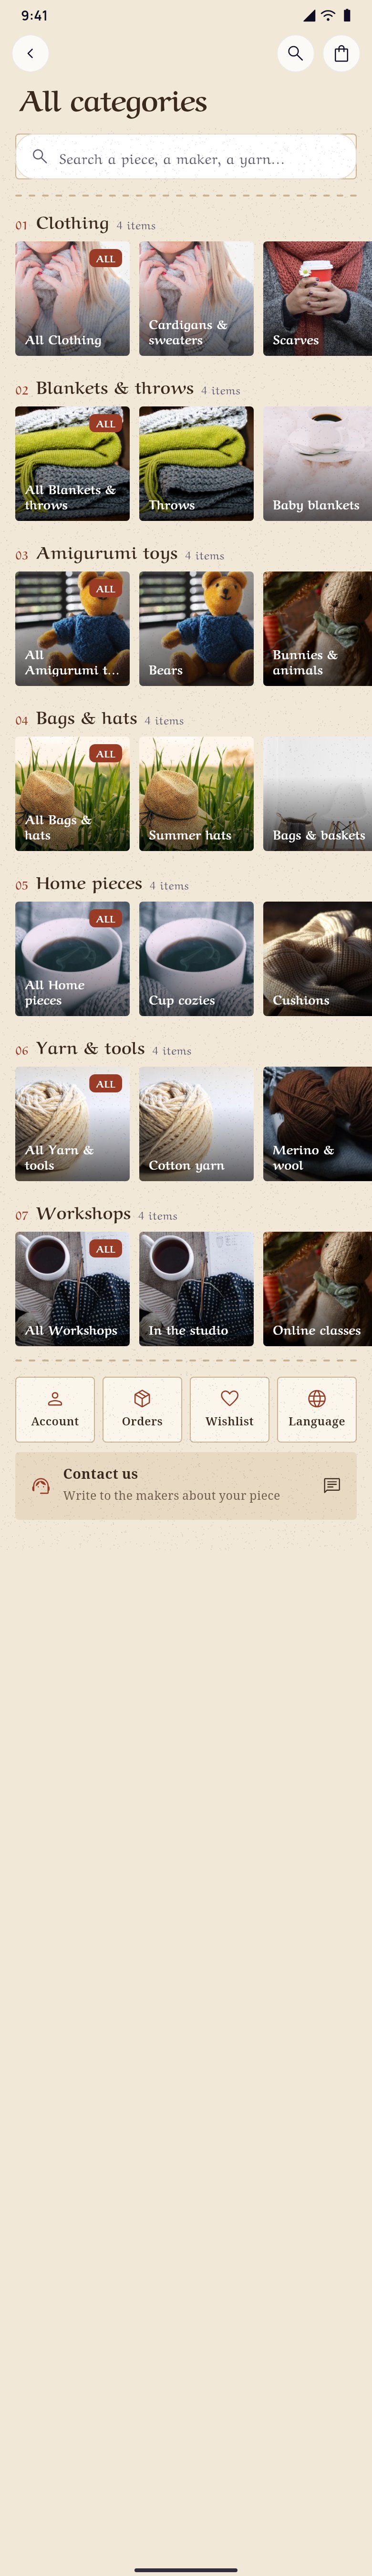 9:41
All categories
Search a piece, a maker, a yarn...
01 Clothing 4 items
ALL
All Clothing
Cardigans &
sweaters
Scarves
02 Blankets & throws 4 items
ALL
All Blankets &
throws
Throws
Baby blankets
03 Amigurumi toys 4 items
ALL
All
Amigurumi t...
Bears
Bunnies &
animals
04 Bags & hats 4 items
ALL
All Bags &
hats
Summer hats
Bags & baskets
05 Home pieces 4 items
ALL
All Home
pieces
Cup cozies
Cushions
06 Yarn & tools 4 items
ALL
All Yarn &
tools
Cotton yarn
Merino &
wool
07 Workshops 4 items
ALL
All Workshops
In the studio
Online classes
Account
Orders
Wishlist
Language
Contact us
Write to the makers about your piece